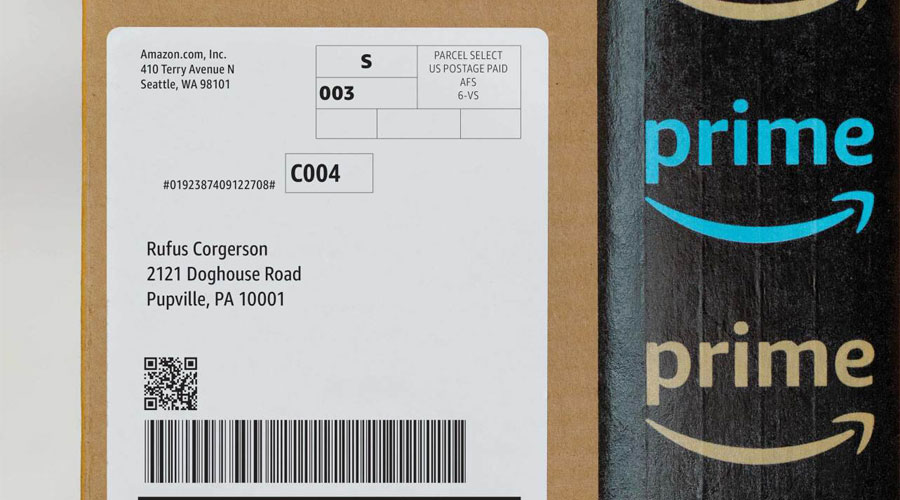 Amazon.com, Inc.
410 Terry Avenue N
Seattle, WA 98101
S
003
PARCEL SELECT
US POSTAGE PAID
AFS
6-VS
#0192387409122708#
C004
Rufus Corgerson
2121 Doghouse Road
Pupville, PA 10001
prime
prime